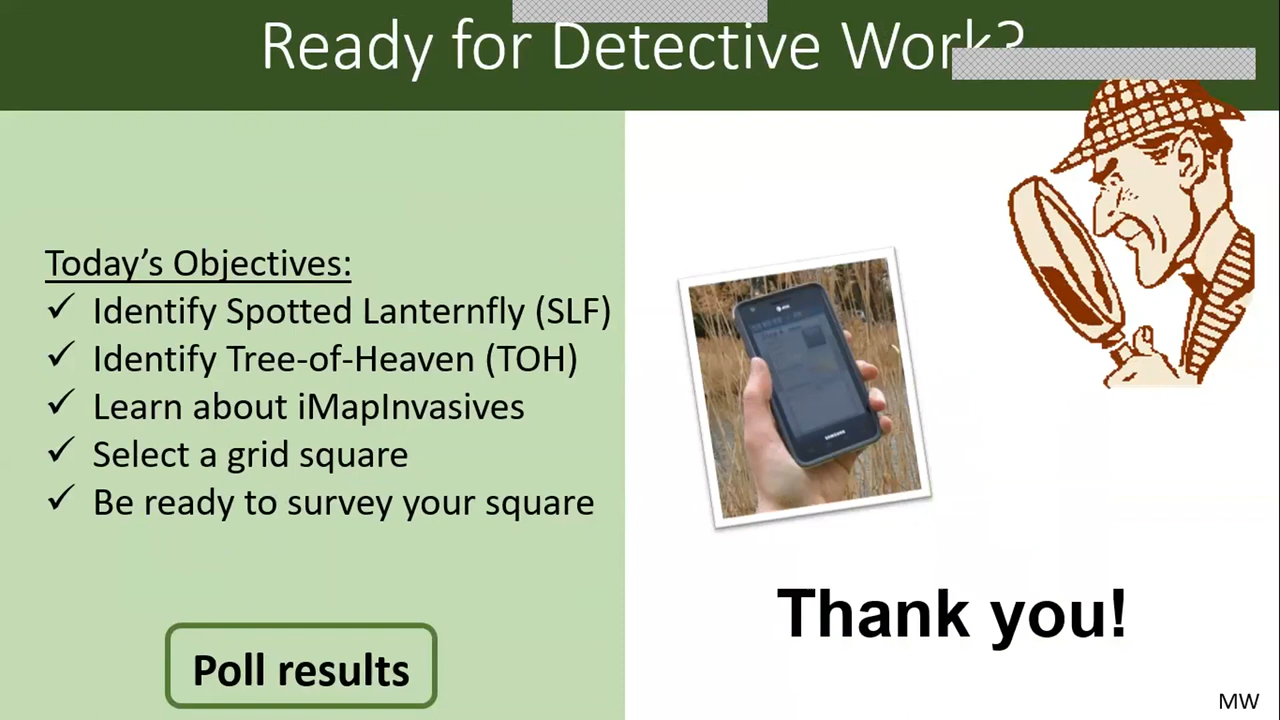 Ready for Detective Work?
Today's Objectives:
✓ Identify Spotted Lanternfly (SLF)
✓ Identify Tree-of-Heaven (TOH)
✓ Learn about iMapInvasives
✓ Select a grid square
✓ Be ready to survey your square
SAMSUNG
Thank you!
Poll results
MW